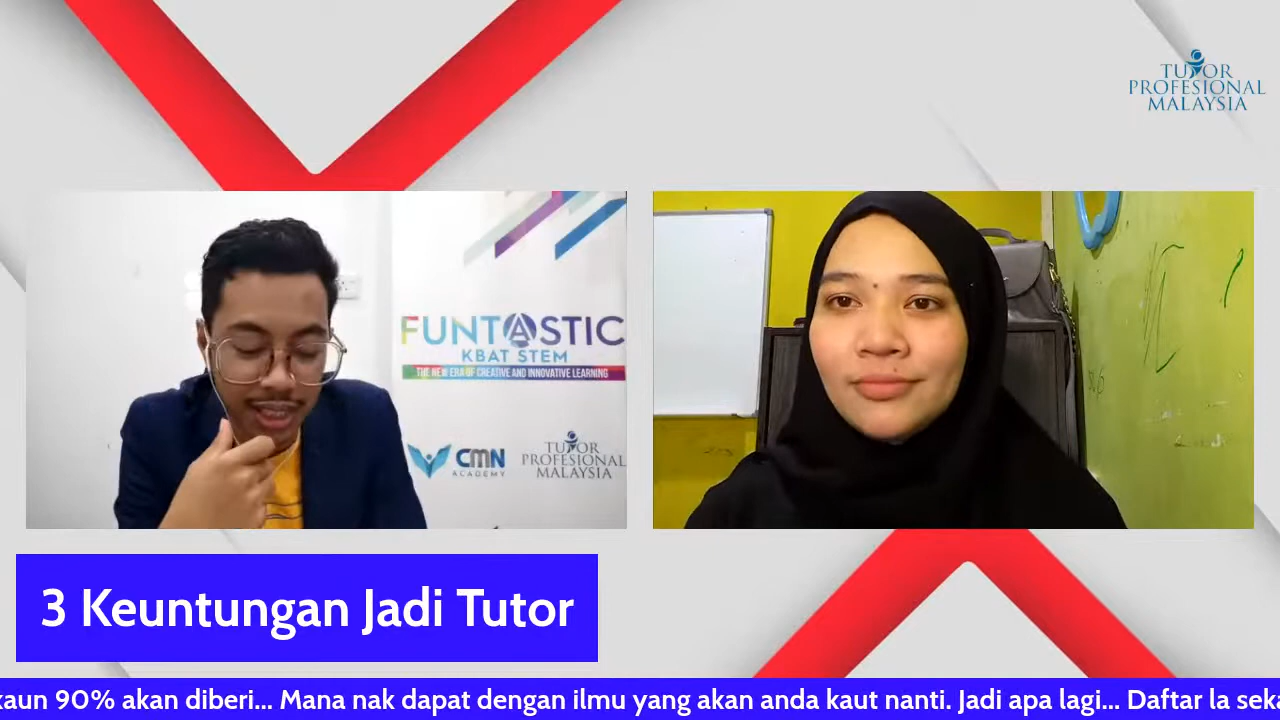 TUTOR
PROFESIONAL
MALAYSIA
FUNTASTIC
KBAT STEM
THE NEW ERA OF CREATIVE AND INNOVATIVE LEARNING
CMN
ACADEMY
TUTOR
PROFESIONAL
MALAYSIA
3 Keuntungan Jadi Tutor
90% akan diberi... Mana nak dapat dengan ilmu yang akan anda kaut nanti. Jadi apa lagi... Daftar la